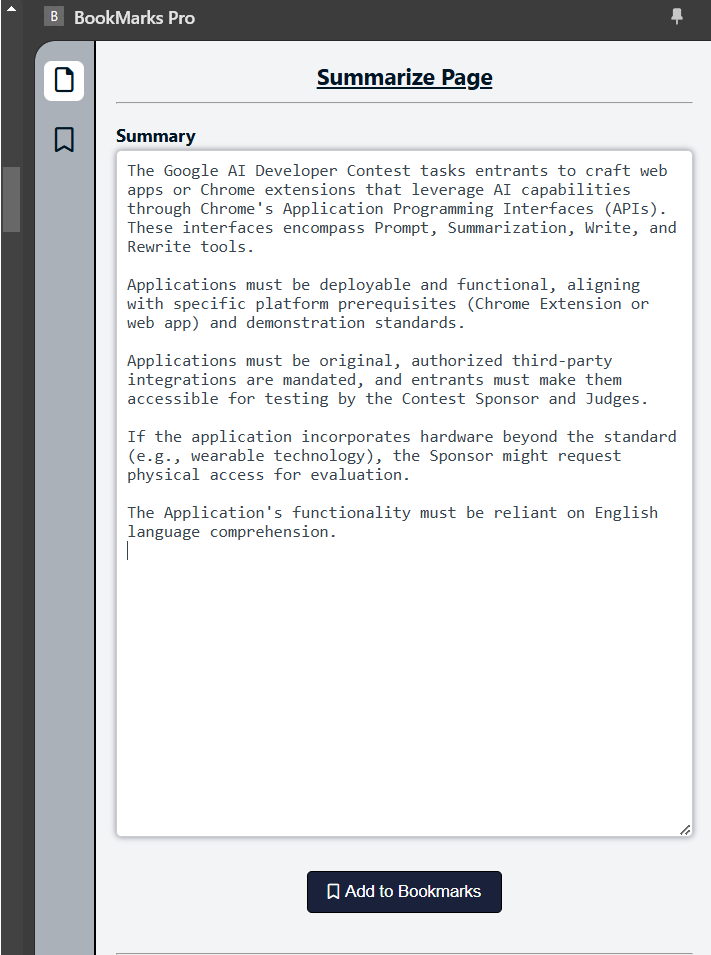 B BookMarks Pro
Summarize Page
Summary
The Google AI Developer Contest tasks entrants to craft web
apps or Chrome extensions that leverage AI capabilities
through Chrome's Application Programming Interfaces (APIs).
These interfaces encompass Prompt, Summarization, Write, and
Rewrite tools.
Applications must be deployable and functional, aligning
with specific platform prerequisites (Chrome Extension or
web app) and demonstration standards.
Applications must be original, authorized third-party
integrations are mandated, and entrants must make them
accessible for testing by the Contest Sponsor and Judges.
If the application incorporates hardware beyond the standard
(e.g., wearable technology), the Sponsor might request
physical access for evaluation.
The Application's functionality must be reliant on English
language comprehension.
Add to Bookmarks